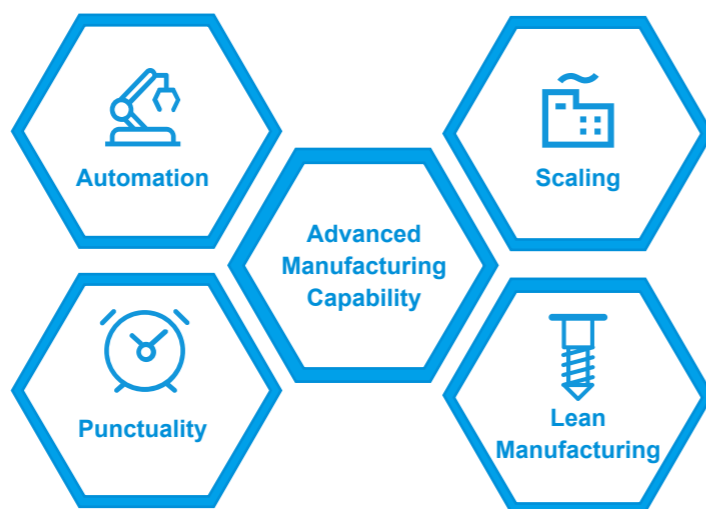 Automation
Scaling
Advanced
Manufacturing
Capability
Punctuality
Lean
Manufacturing